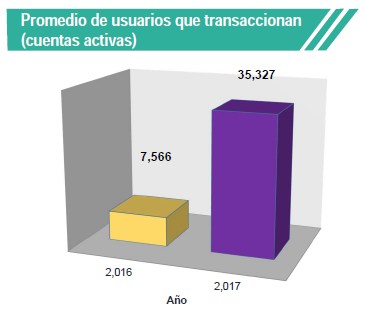 Promedio de usuarios que transaccionan
(cuentas activas)
35,327
7,566
2,016
2,017
Año